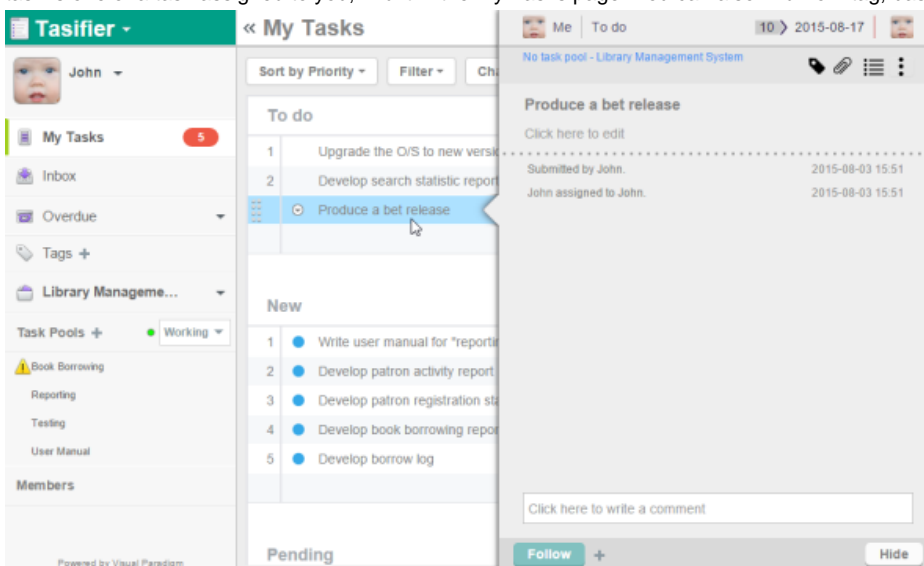 Tasifier
John
My Tasks 5
Inbox
Overdue
Tags +
Library Manageme...
Task Pools + Working
Book Borrowing
Reporting
Testing
User Manual
Members
Powered by Visual Paradigm
« My Tasks
Sort by Priority Filter
To do
1 Upgrade the O/S to new
2 Develop search statistic report
3 Produce a bet release
New
1 Write user manual for
2 Develop patron activity report
3 Develop patron registration
4 Develop book borrowing
5 Develop borrow log
Pending
Me To do 10 2015-08-17
No task pool - Library Management System
Produce a bet release
Click here to edit
Submitted by John. 2015-08-03 15:51
John assigned to John. 2015-08-03 15:51
Click here to write a comment
Follow + Hide